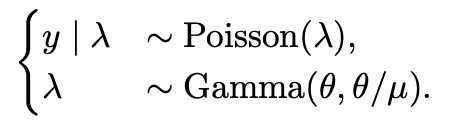 y | λ ∼ Poisson(λ),
λ ∼ Gamma(θ, θ/μ).